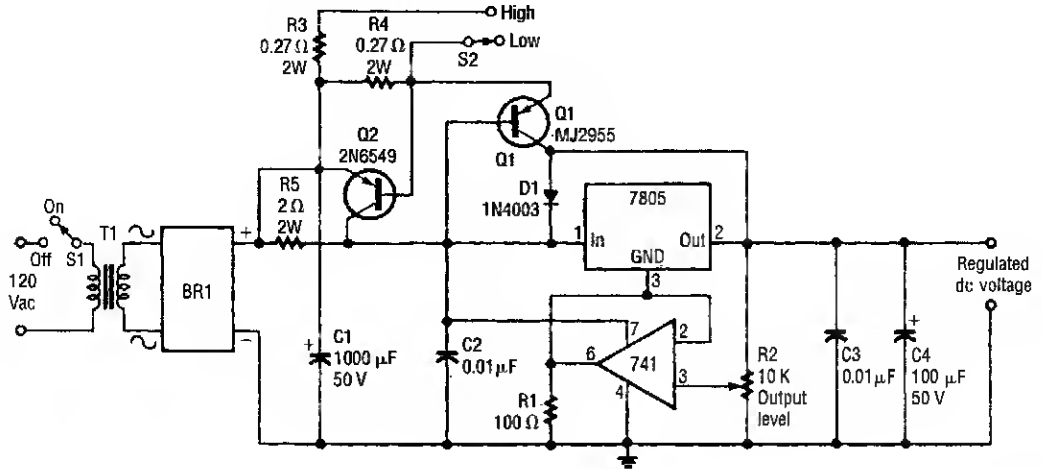 High
R3
0.27 Ω
2W
R4
0.27 Ω
2W
S2
Low
Q1
MJ2955
Q1
Q2
2N6549
R5
2 Ω
2W
D1
1N4003
7805
1
In
Out
2
GND
3
On
Off
S1
T1
120
Vac
BR1
+
−
+
C1
1000 µF
50 V
C2
0.01 µF
7
2
6
741
3
4
R1
100 Ω
R2
10 K
Output
level
C3
0.01 µF
+
C4
100 µF
50 V
Regulated
dc voltage